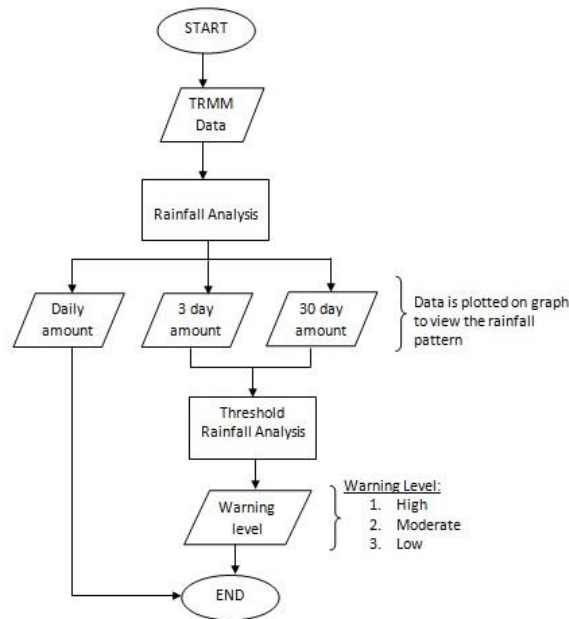 START
TRMM
Data
Rainfall Analysis
Daily
amount
3 day
amount
30 day
amount
Data is plotted on graph
to view the rainfall
pattern
Threshold
Rainfall Analysis
Warning
level
Warning Level:
1. High
2. Moderate
3. Low
END